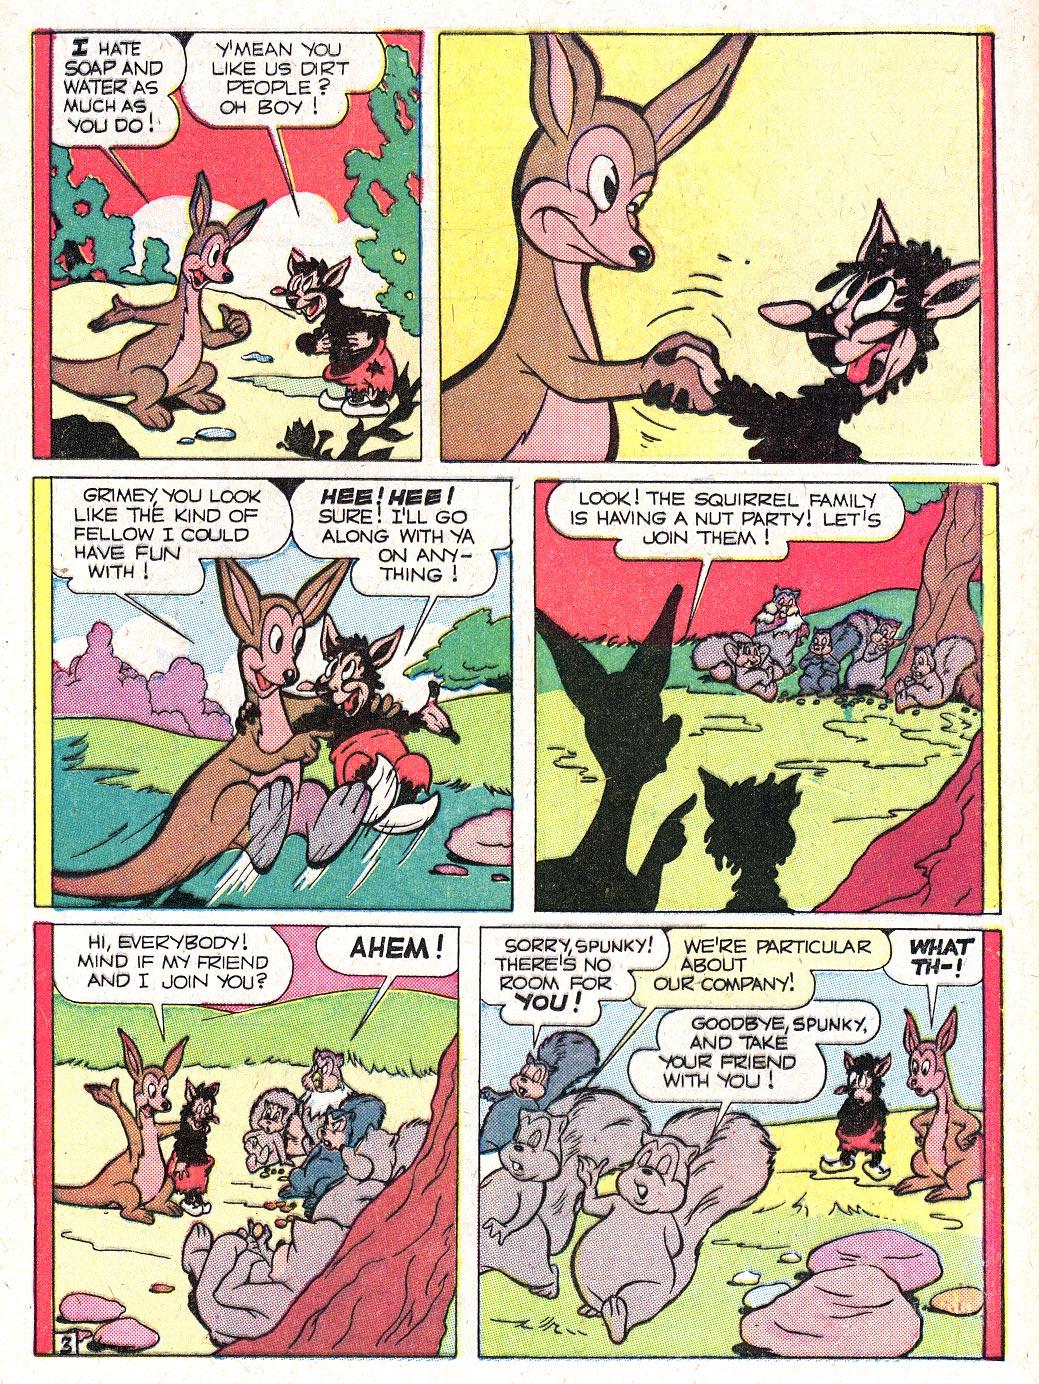 I HATE
SOAP AND
WATER AS
MUCH AS
YOU DO!
Y'MEAN YOU
LIKE US DIRT
PEOPLE?
OH BOY!
GRIMEY, YOU LOOK
LIKE THE KIND OF
FELLOW I COULD
HAVE FUN
WITH!
HEE! HEE!
SURE! I'LL GO
ALONG WITH YA
ON ANY-
THING!
LOOK! THE SQUIRREL FAMILY
IS HAVING A NUT PARTY! LET'S
JOIN THEM!
HI, EVERYBODY!
MIND IF MY FRIEND
AND I JOIN YOU?
AHEM!
SORRY, SPUNKY!
THERE'S NO
ROOM FOR
YOU!
WE'RE PARTICULAR
ABOUT
OUR COMPANY!
GOODBYE, SPUNKY,
AND TAKE
YOUR FRIEND
WITH YOU!
WHAT
TH-!
3